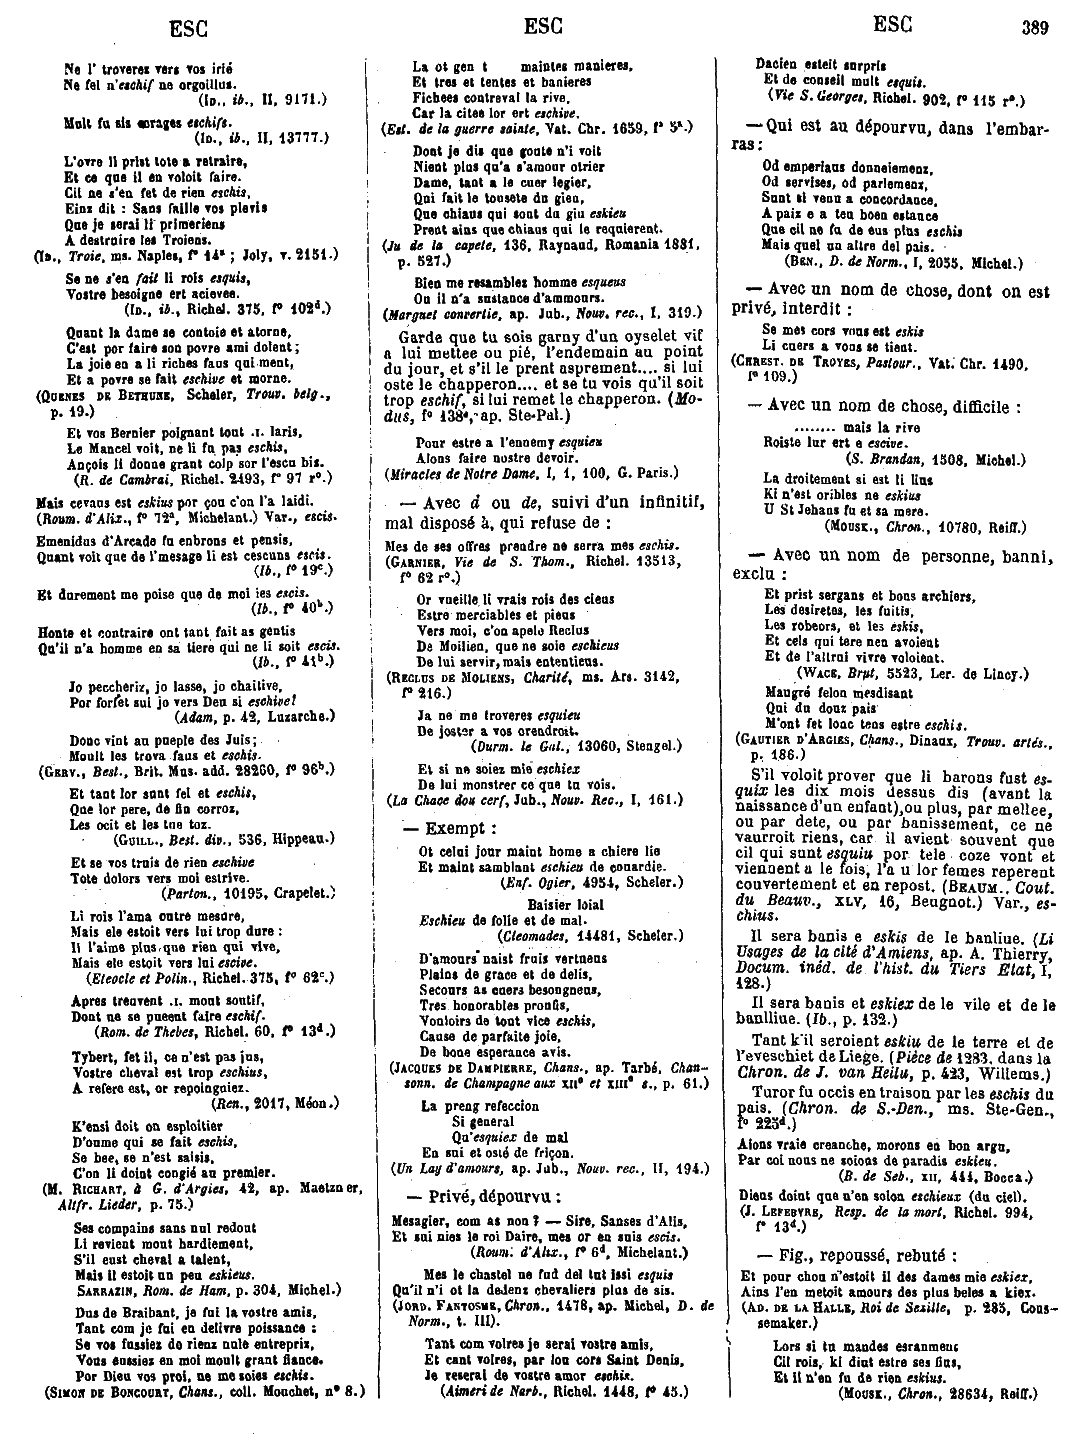 ESC
ESC
ESC
389
Ne l' troverez vers vos irié
Ne fel n'eschif ne orgoillus.
(ID., ib., II, 9171.)
Mult fu sis corages eschifs.
(ID., ib., II, 13777.)
L'ovre li prist tote a retraire,
Et ce que il en voloit faire.
Cil ne s'en fet de rien eschis,
Einz dit : Sans faille vos plevis
Que je serai li primeriens
A destruire les Troiens.
(ID., Troie, ms. Naples, f° 14ª ; Joly, v. 2151.)
Se ne s'en fait li rois esquis,
Vostre besoigne ert acievee.
(ID., ib., Richel. 375, f° 102ᵈ.)
Quant la dame se contoie et atorne,
C'est por faire son povre ami dolent ;
La joie en a li riches faus qui ment,
Et a povre se fait eschive et morne.
(QUENES DE BETHUNE, Scheler, Trouv. belg.,
p. 19.)
Et vos Bernier poignant tout .I. laris,
Le Mancel voit, ne li fu pas eschis,
Ançois li donne grant colp sor l'escu bis.
(R. de Cambrai, Richel. 2493, f° 97 r°.)
Mais cevaus est eskius por çou c'on l'a laidi.
(Roum. d'Alix., f° 72ª, Michelant.) Var., escis.
Emenidus d'Arcade fu enbrons et pensis,
Quant voit que de l'mesage li est cescuns escis.
(Ib., f° 19ᶜ.)
Et durement me poise que de moi ies escis.
(Ib., f° 40ᵇ.)
Honte et contraire ont tant fait as gentis
Qu'il n'a homme en sa tiere qui ne li soit escis.
(Ib., f° 41ᵇ.)
Jo peccheriz, jo lasse, jo chaitive,
Por forfet sui jo vers Deu si eschive!
(Adam, p. 42, Luzarche.)
Donc vint au pueple des Juis ;
Moult les trova faus et eschis.
(GERV., Best., Brit. Mus. add. 28260, f° 96ᵇ.)
Et tant lor sunt fel et eschis,
Que lor pere, de fin corroz,
Les ocit et les tue toz.
(GUILL., Best. div., 536, Hippeau.)
Et se vos truis de rien eschive
Tote dolors vers moi estrive.
(Parton., 10195, Crapelet.)
Li rois l'ama outre mesure,
Mais ele estoit vers lui trop dure :
Il l'aime plus que rien qui vive,
Mais ele estoit vers lui escive.
(Eteocle et Polin., Richel. 375, f° 62ᶜ.)
Apres treuvent .I. mont soutif,
Dont ne se pueent faire eschif.
(Rom. de Thebes, Richel. 60, f° 13ᵈ.)
Tybert, fet il, ce n'est pas jus,
Vostre cheval est trop eschius,
A refere est, or repoingniez.
(Ren., 2017, Méon.)
K'ensi doit on esploitier
D'oume qui se fait eschis,
Se bee, se n'est saisis,
C'on li doint congié au premier.
(M. RICHART, à G. d'Argies, 42, ap. Maetzner,
Altfr. Lieder, p. 75.)
Ses compains sans nul redout
Li revient mout hardiement,
S'il eust cheval a talent,
Mais il estoit un peu eskieus.
SARRAZIN, Rom. de Ham, p. 304, Michel.)
Dus de Braibant, je fui la vostre amis,
Tant com je fui en delivre poissance :
Se vos fussiez de rienz nule entrepriz,
Vous eussiez en moi moult grant fiance.
Por Dieu vos proi, ne me soies eschis.
(SIMON DE BONCOURT, Chans., coll. Mouchet, n° 8.)
La ot gen t maintes manieres,
Et tres et tentes et banieres
Fichees contreval la rive,
Car la citee lor ert eschive.
(Est. de la guerre sainte, Vat. Chr. 1659, f° 5ª.)
Dont je dis que goute n'i voit
Nient plus qu'a s'amour otrier
Dame, tant a le cuer legier,
Qui fait le tousete du gieu,
Que chiaus qui sont du giu eskieu
Prent ains que chiaus qui le requierent.
(Ju de la capete, 136, Raynaud, Romania 1881,
p. 527.)
Bien me resambles homme esqueus
Ou il n'a sustance d'ammours.
(Marguet convertie, ap. Jub., Nouv. rec., I, 319.)
Garde que tu sois garny d'un oyselet vif
a lui mettee ou pié, l'endemain au point
du jour, et s'il le prent asprement.... si lui
oste le chapperon.... et se tu vois qu'il soit
trop eschif, si lui remet le chapperon. (Mo-
dus, f° 138ª, ap. Ste-Pal.)
Pour estre a l'ennemy esquieu
Alons faire nostre devoir.
(Miracles de Notre Dame, I, 1, 100, G. Paris.)
— Avec à ou de, suivi d'un infinitif,
mal disposé à, qui refuse de :
Mes de ses offres prendre ne serra mes eschis.
(GARNIER, Vie de S. Thom., Richel. 13513,
f° 62 r°.)
Or vueille li vrais rois des cieus
Estre merciables et pieus
Vers moi, c'on apele Reclus
De Moilien, que ne soie eschieus
De lui servir, mais ententieus.
(RECLUS DE MOLIENS, Charité, ms. Ars. 3142,
f° 216.)
Ja ne me troveres esquieu
De joster a vos orendroit.
(Durm. le Gal., 13060, Stengel.)
Et si ne soiez mie eschiex
De lui monstrer ce que tu vois.
(La Chace dou cerf, Jub., Nouv. Rec., I, 161.)
— Exempt :
Ot celui jour maint home a chiere lie
Et maint samblant eschieu de couardie.
(Enf. Ogier, 4954, Scheler.)
Baisier loial
Eschieu de folie et de mal.
(Cleomades, 14481, Scheler.)
D'amours naist fruis vertueus
Plains de grace et de delis,
Secours as cuers besongneus,
Tres honorables proufis,
Vouloirs de tout vice eschis,
Cause de parfaite joie,
De bone esperance avis.
(JACQUES DE DAMPIERRE, Chans., ap. Tarbé, Chan-
sonn. de Champagne aux XIIᵉ et XIIIᵉ s., p. 61.)
La preng refeccion
Si general
Qu'esquiex de mal
En sui et osté de friçon.
(Un Lay d'amours, ap. Jub., Nouv. rec., II, 194.)
— Privé, dépourvu :
Mesagier, com as non ? — Sire, Sanses d'Alis,
Et sui nies le roi Daire, mes or en suis escis.
(Roum. d'Alix., f° 6ᵈ, Michelant.)
Mes le chastel ne fud del tut issi esquis
Qu'il n'i ot la dedenz chevaliers plus de sis.
(JORD. FANTOSME, Chron., 1478, ap. Michel, D. de
Norm., t. III).
Tant com volres je serai vostre amis,
Et cant volres, par lou cors Saint Denis,
Je reserai de vostre amor eschis.
(Aimeri de Narb., Richel. 1448, f° 45.)
Dacien esteit surpris
Et de conseil mult esquis.
(Vie S. Georges, Richel. 902, f° 115 r°.)
— Qui est au dépourvu, dans l'embar-
ras :
Od emperiaus donneiemenz,
Od servises, od parlemenz,
Sunt si venu a concordance,
A paiz e a ten boen estance
Que cil ne fu de eus plus eschis
Mais quel un altre del pais.
(BEN., D. de Norm., I, 2055, Michel.)
— Avec un nom de chose, dont on est
privé, interdit :
Se mes cors vous est eskis
Li cuers a vous se tient.
(CHREST. DE TROYES, Pastour., Vat. Chr. 1490,
f° 109.)
— Avec un nom de chose, difficile :
........ mais la rive
Roiste lur ert e escive.
(S. Brandan, 1508, Michel.)
La droitement si est li lius
Ki n'est oribles ne eskius
U St Jehans fu et sa mere.
(MOUSK., Chron., 10780, Reiff.)
— Avec un nom de personne, banni,
exclu :
Et prist sergans et bons archiers,
Les desiretes, les fuitis,
Les robeors, et les eskis,
Et cels qui tere nen avoient
Et de l'altrui vivre voloient.
(WACE, Brut, 5523, Ler. de Lincy.)
Maugré felon mesdisant
Qui du douz pais
M'ont fet lonc tens estre eschis.
(GAUTIER D'ARGIES, Chans., Dinaux, Trouv. artés.,
p. 186.)
S'il voloit prover que li barons fust es-
quix les dix mois dessus dis (avant la
naissance d'un enfant), ou plus, par mellee,
ou par dete, ou par banissement, ce ne
vaurroit riens, car il avient souvent que
cil qui sunt esquiu por tele coze vont et
viennent a le fois, l'a u lor femes reperent
couvertement et en repost. (BEAUM., Cout.
du Beauv., XLV, 16, Beugnot.) Var., es-
chius.
Il sera banis e eskis de le banliue. (Li
Usages de la cité d'Amiens, ap. A. Thierry,
Docum. inéd. de l'hist. du Tiers Etat, I,
128.)
Il sera banis et eskiex de le vile et de le
banlliue. (Ib., p. 132.)
Tant k'il seroient eskiu de le terre et de
l'eveschiet de Liege. (Pièce de 1283. dans la
Chron. de J. van Heilu, p. 423, Willems.)
Turor fu occis en traison par les eschis du
pais. (Chron. de S.-Den., ms. Ste-Gen.,
f° 223ᵈ.)
Aions vraie creanche, morons en bon argu,
Par coi nous ne soions de paradis eskieu.
(B. de Seb., XII, 444, Bocca.)
Dieus doint que n'en soion eschieux (du ciel).
(J. LEFEBVRE, Resp. de la mort, Richel. 994,
f° 13ᵈ.)
— Fig., repoussé, rebuté :
Et pour chou n'estoit il des dames mie eskiex,
Ains l'en metoit amours des plus beles a kiex.
(AD. DE LA HALLE, Roi de Sezille, p. 285, Cous-
semaker.)
Lors si tu mandes esranment
Cil rois, ki diut estre ses fius,
Et il n'en fu de rien eskius.
(MOUSK., Chron., 28634, Reiff.)